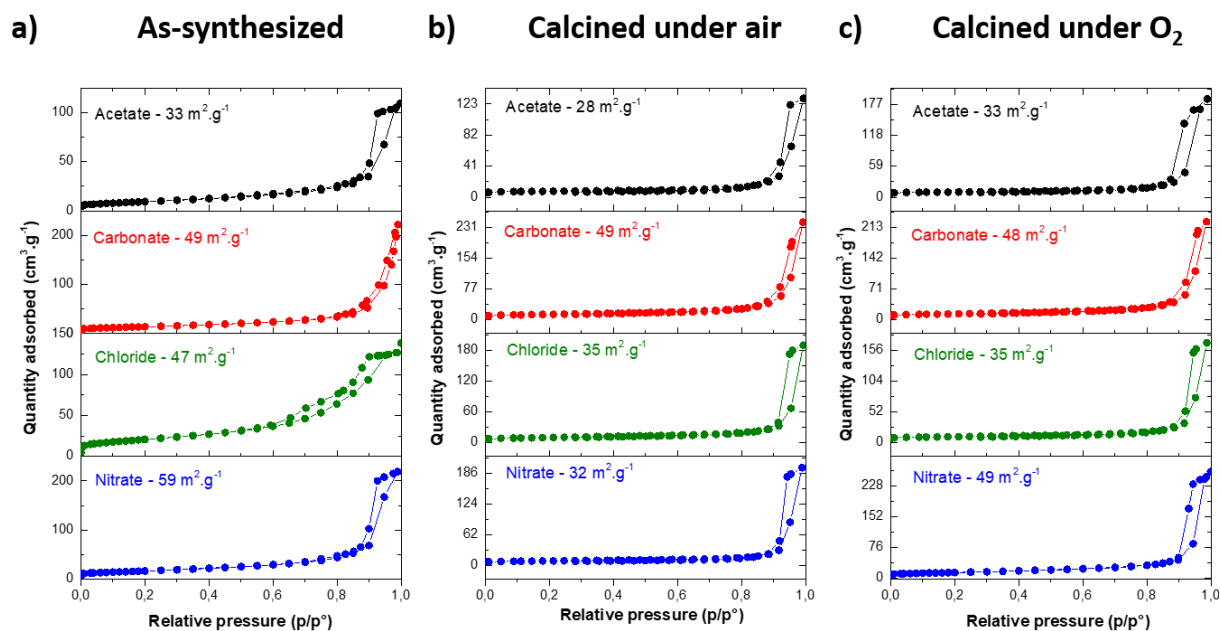 a) As-synthesized
Quantity adsorbed (cm³.g⁻¹)
Acetate - 33 m².g⁻¹
100
50
0
Carbonate - 49 m².g⁻¹
200
100
150
Chloride - 47 m².g⁻¹
100
50
0
Nitrate - 59 m².g⁻¹
200
100
0
0,0 0,2 0,4 0,6 0,8 1,0
Relative pressure (p/p°)
b) Calcined under air
Quantity adsorbed (cm³.g⁻¹)
Acetate - 28 m².g⁻¹
123
82
41
0
Carbonate - 49 m².g⁻¹
231
154
77
0
Chloride - 35 m².g⁻¹
180
120
60
0
Nitrate - 32 m².g⁻¹
186
124
62
0
0,0 0,2 0,4 0,6 0,8 1,0
Relative pressure (p/p°)
c) Calcined under O₂
Quantity adsorbed (cm³.g⁻¹)
Acetate - 33 m².g⁻¹
177
118
59
0
Carbonate - 48 m².g⁻¹
213
142
71
0
Chloride - 35 m².g⁻¹
156
104
52
0
Nitrate - 49 m².g⁻¹
228
152
76
0
0,0 0,2 0,4 0,6 0,8 1,0
Relative pressure (p/p°)